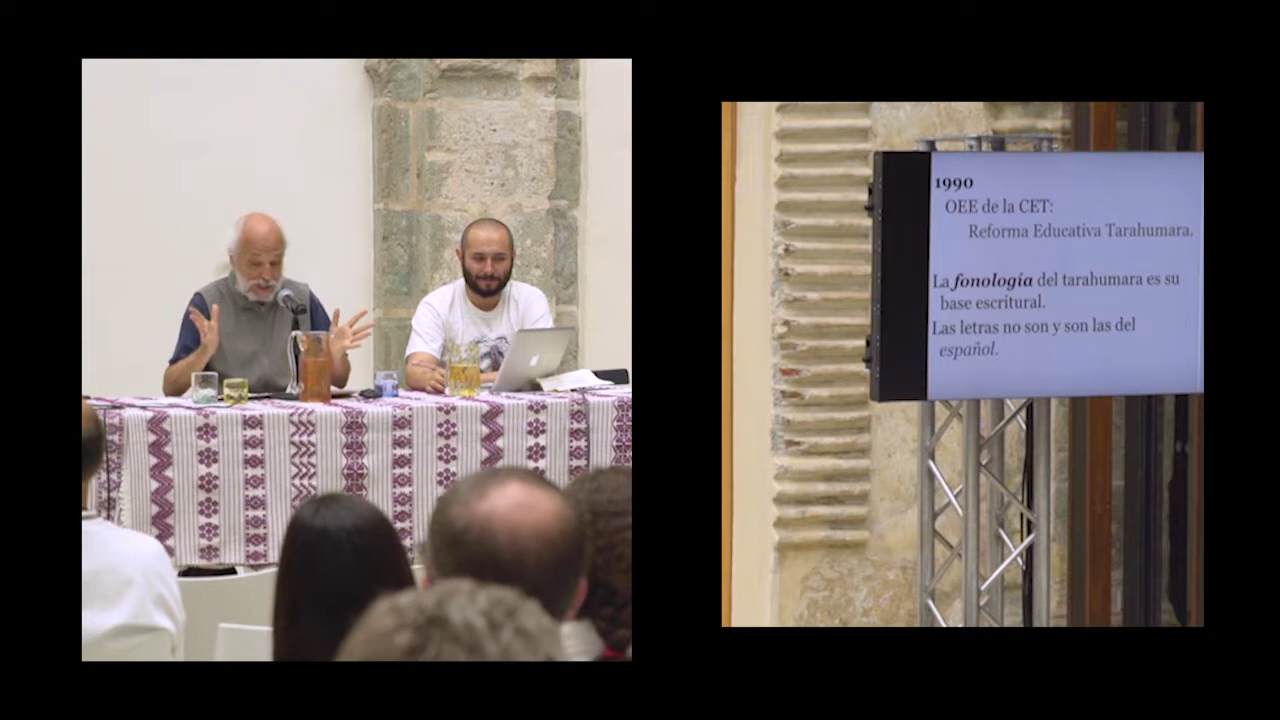 1990
OEE de la CET:
Reforma Educativa Tarahumara.
La fonología del tarahumara es su
base escritural.
Las letras no son y son las del
español.